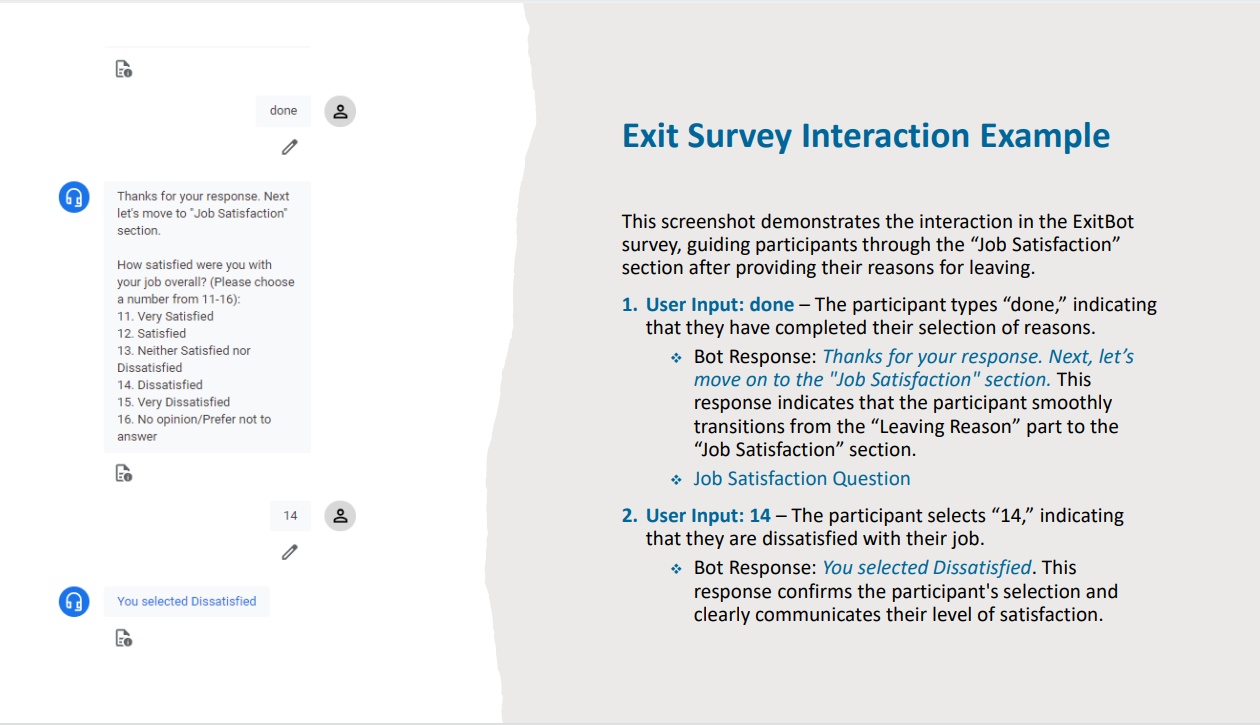 done
Thanks for your response. Next
let's move to "Job Satisfaction"
section.
How satisfied were you with
your job overall? (Please choose
a number from 11-16):
11. Very Satisfied
12. Satisfied
13. Neither Satisfied nor
Dissatisfied
14. Dissatisfied
15. Very Dissatisfied
16. No opinion/Prefer not to
answer
14
You selected Dissatisfied
Exit Survey Interaction Example
This screenshot demonstrates the interaction in the ExitBot
survey, guiding participants through the “Job Satisfaction”
section after providing their reasons for leaving.
1. User Input: done – The participant types “done,” indicating
that they have completed their selection of reasons.
❖ Bot Response: Thanks for your response. Next, let’s
move on to the "Job Satisfaction" section. This
response indicates that the participant smoothly
transitions from the “Leaving Reason” part to the
“Job Satisfaction” section.
❖ Job Satisfaction Question
2. User Input: 14 – The participant selects “14,” indicating
that they are dissatisfied with their job.
❖ Bot Response: You selected Dissatisfied. This
response confirms the participant's selection and
clearly communicates their level of satisfaction.